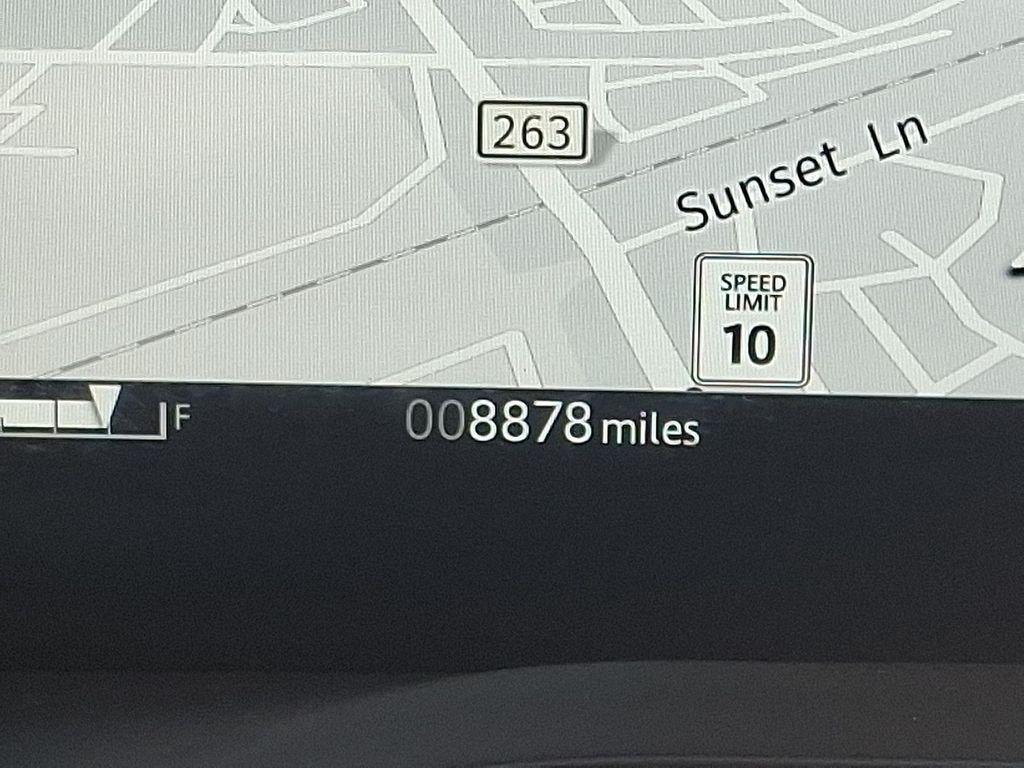 263
Sunset Ln
SPEED
LIMIT
10
F
008878 miles